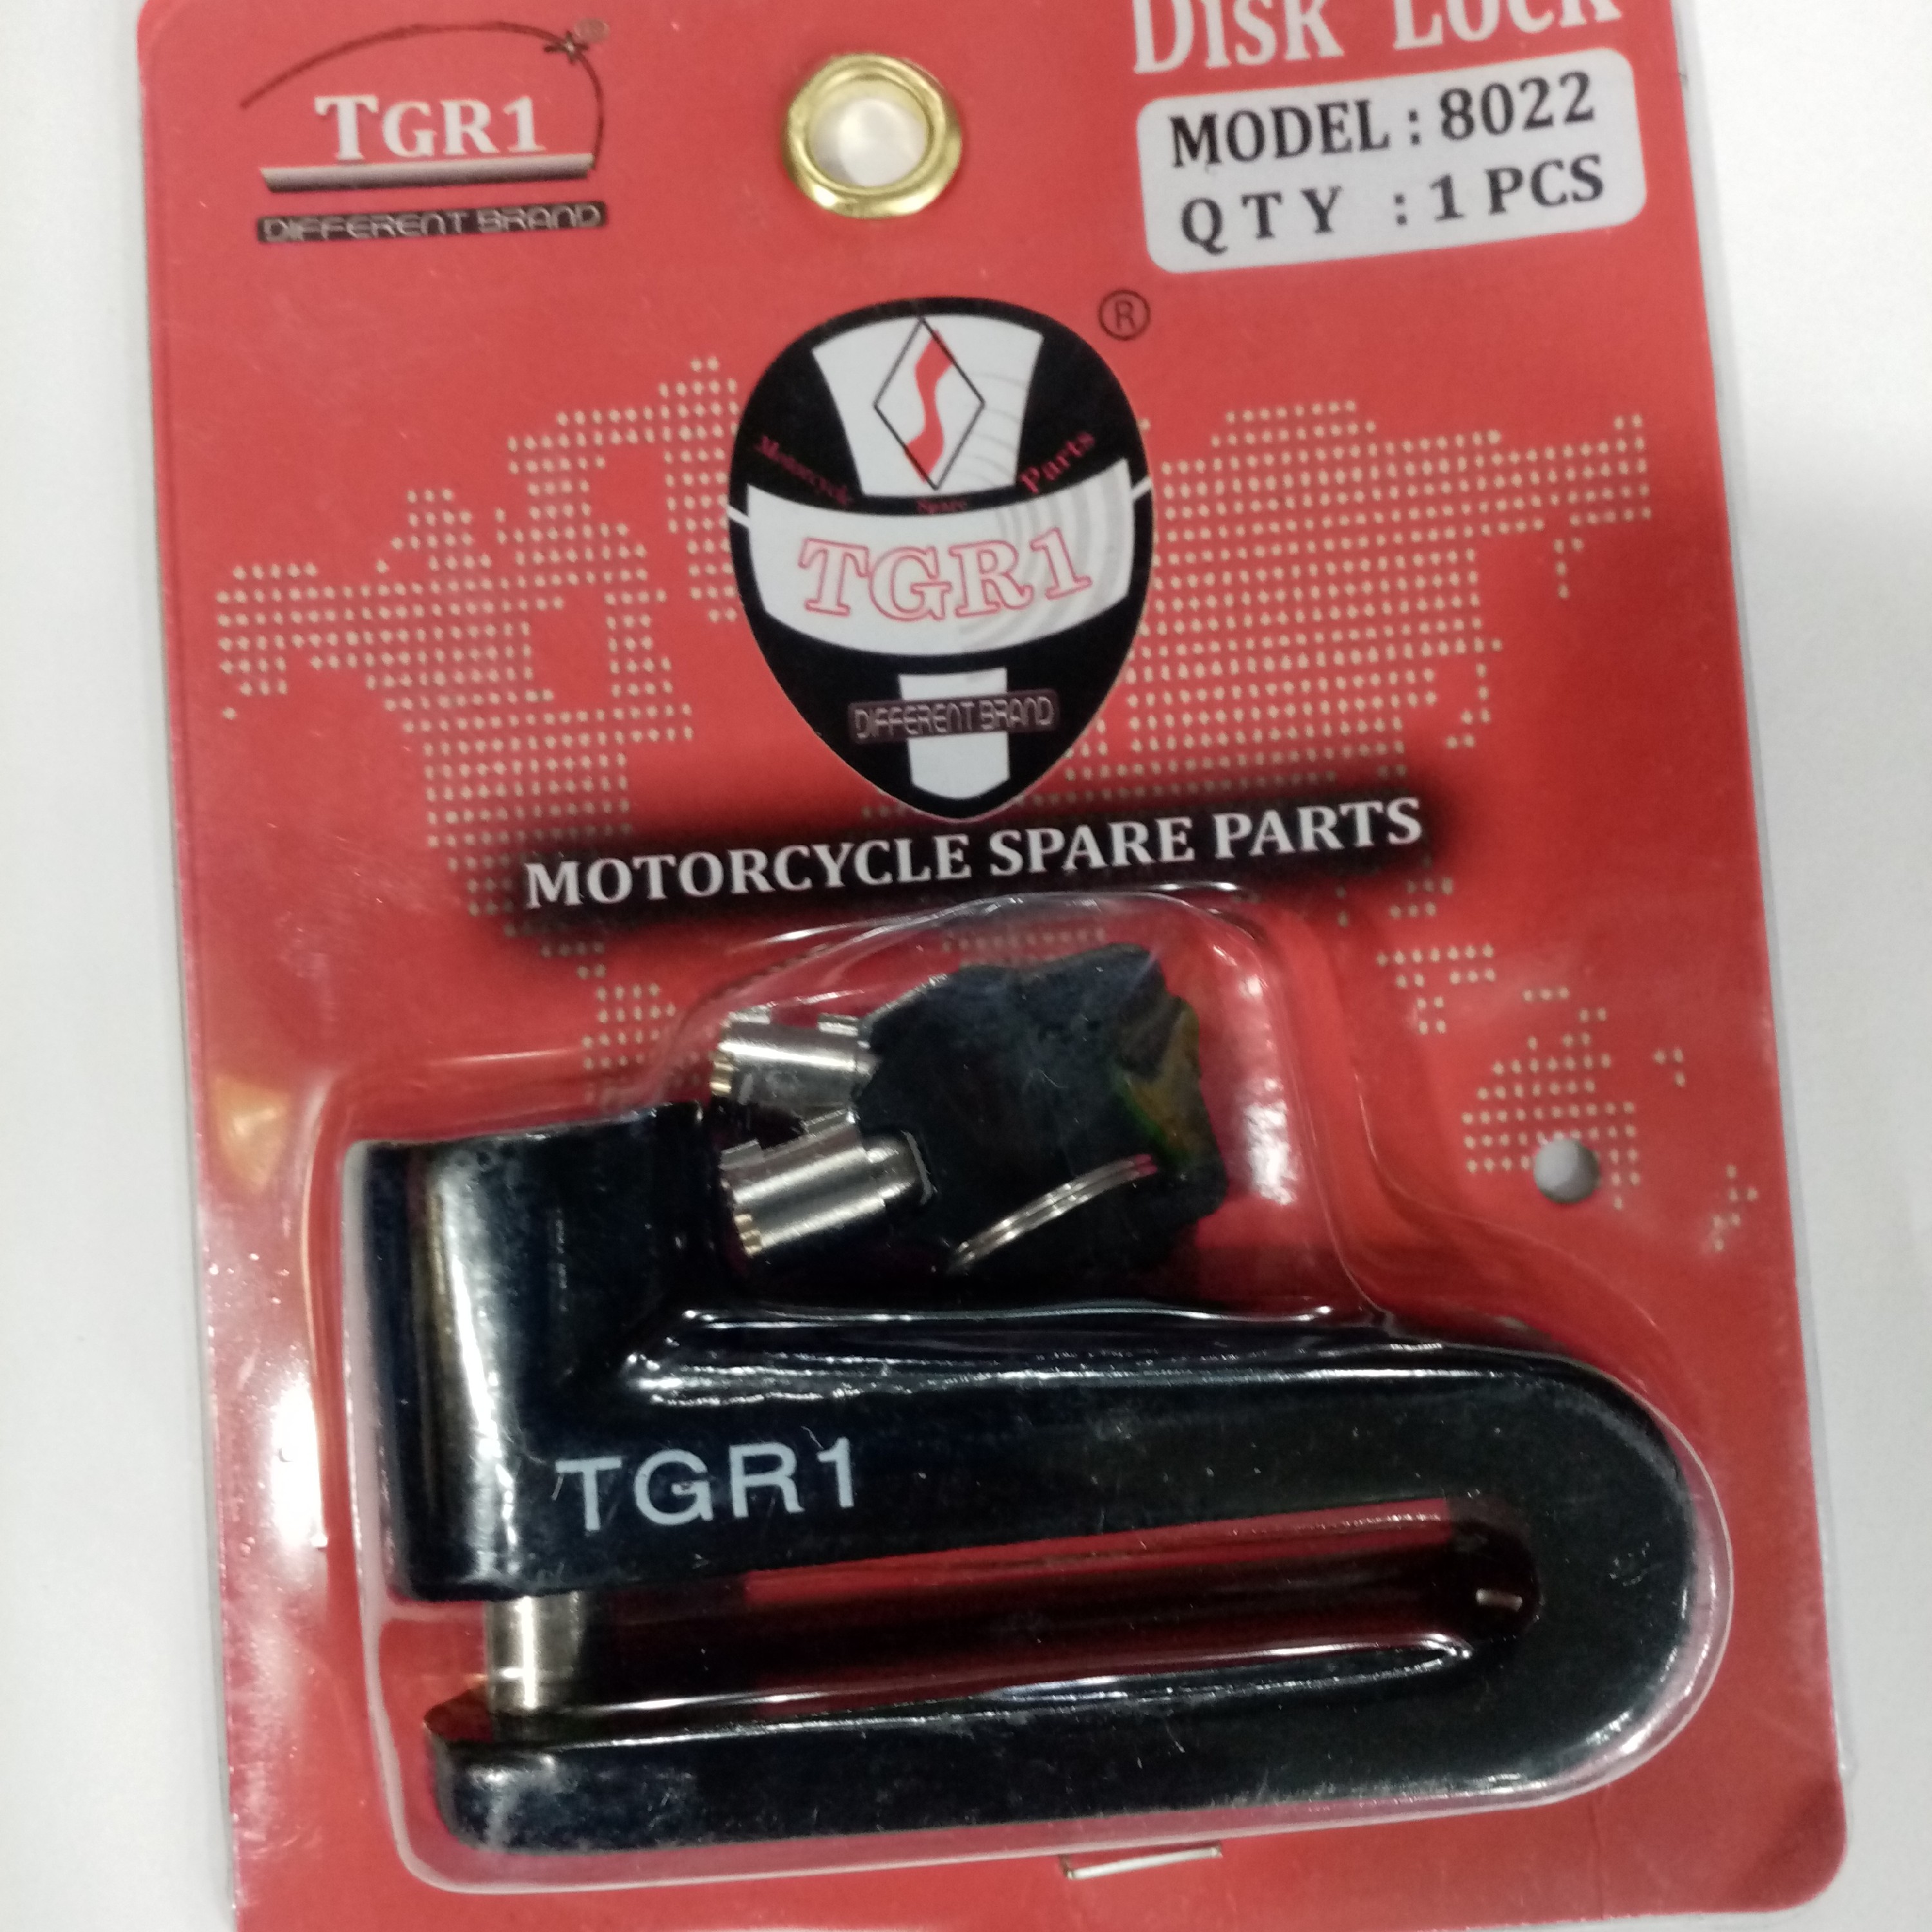 TGR1
DIFFERENT BRAND
DISK LOCK
MODEL : 8022
QTY : 1 PCS
®
Motorcycle Spare Parts
TGR1
DIFFERENT BRAND
MOTORCYCLE SPARE PARTS
TGR1